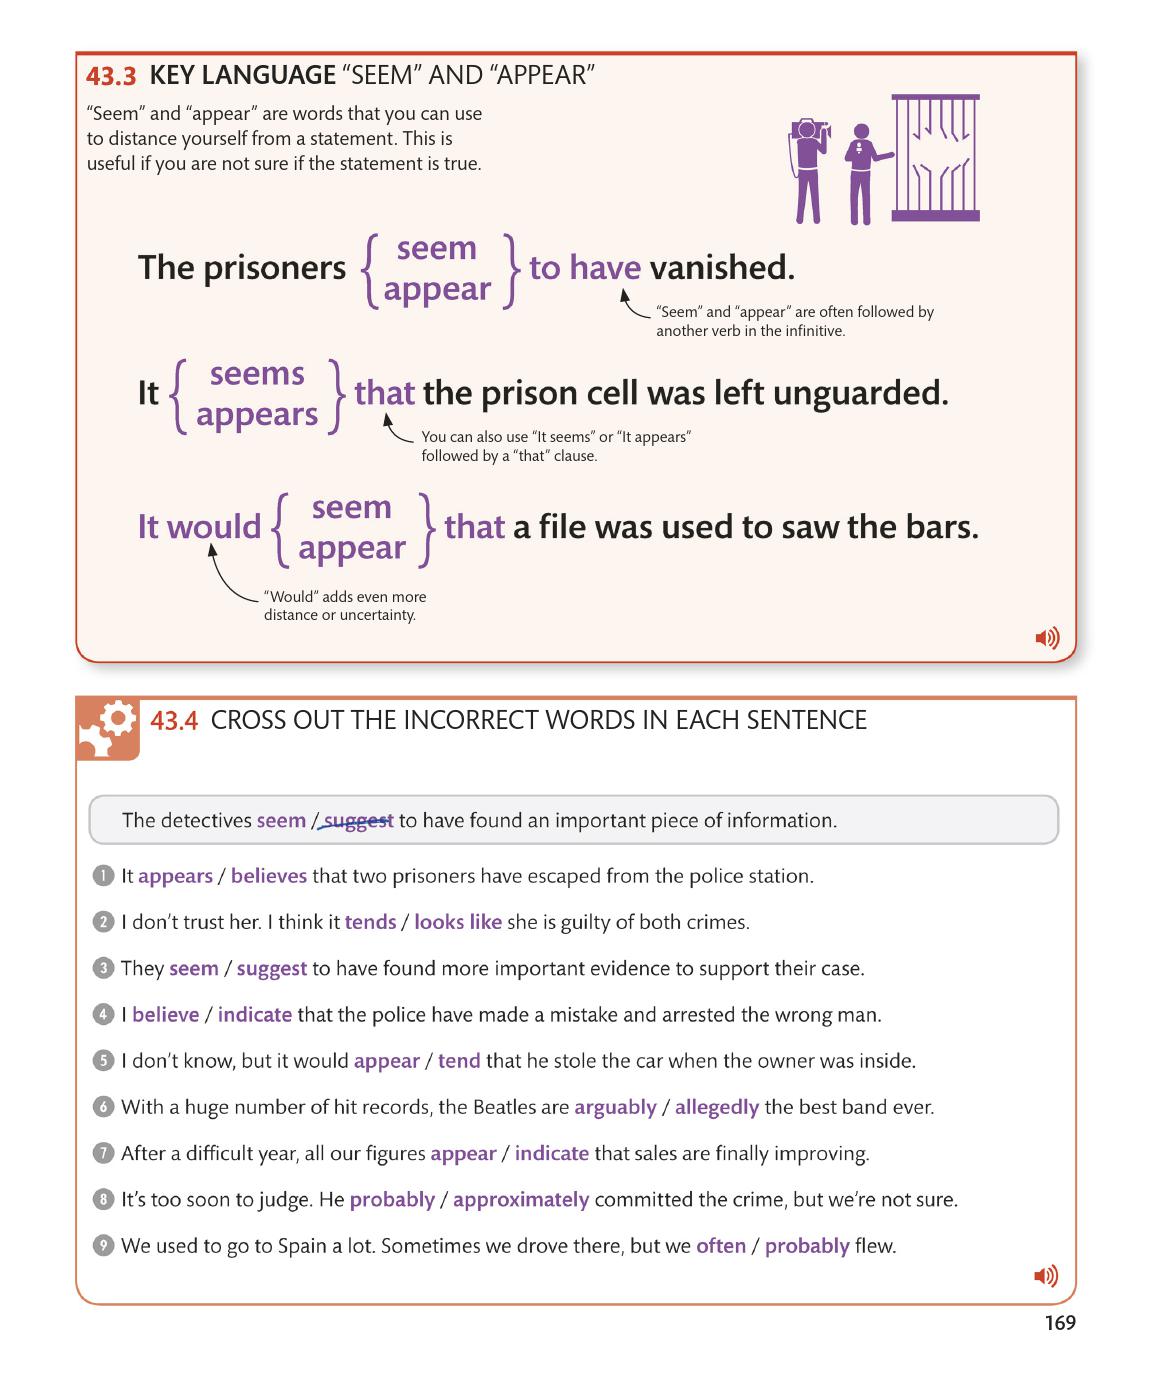 43.3 KEY LANGUAGE “SEEM” AND “APPEAR”
“Seem” and “appear” are words that you can use
to distance yourself from a statement. This is
useful if you are not sure if the statement is true.
The prisoners { seem / appear } to have vanished.
“Seem” and “appear” are often followed by
another verb in the infinitive.
It { seems / appears } that the prison cell was left unguarded.
You can also use “It seems” or “It appears”
followed by a “that” clause.
It would { seem / appear } that a file was used to saw the bars.
“Would” adds even more
distance or uncertainty.
43.4 CROSS OUT THE INCORRECT WORDS IN EACH SENTENCE
The detectives seem / suggest to have found an important piece of information.
1 It appears / believes that two prisoners have escaped from the police station.
2 I don’t trust her. I think it tends / looks like she is guilty of both crimes.
3 They seem / suggest to have found more important evidence to support their case.
4 I believe / indicate that the police have made a mistake and arrested the wrong man.
5 I don’t know, but it would appear / tend that he stole the car when the owner was inside.
6 With a huge number of hit records, the Beatles are arguably / allegedly the best band ever.
7 After a difficult year, all our figures appear / indicate that sales are finally improving.
8 It’s too soon to judge. He probably / approximately committed the crime, but we’re not sure.
9 We used to go to Spain a lot. Sometimes we drove there, but we often / probably flew.
169